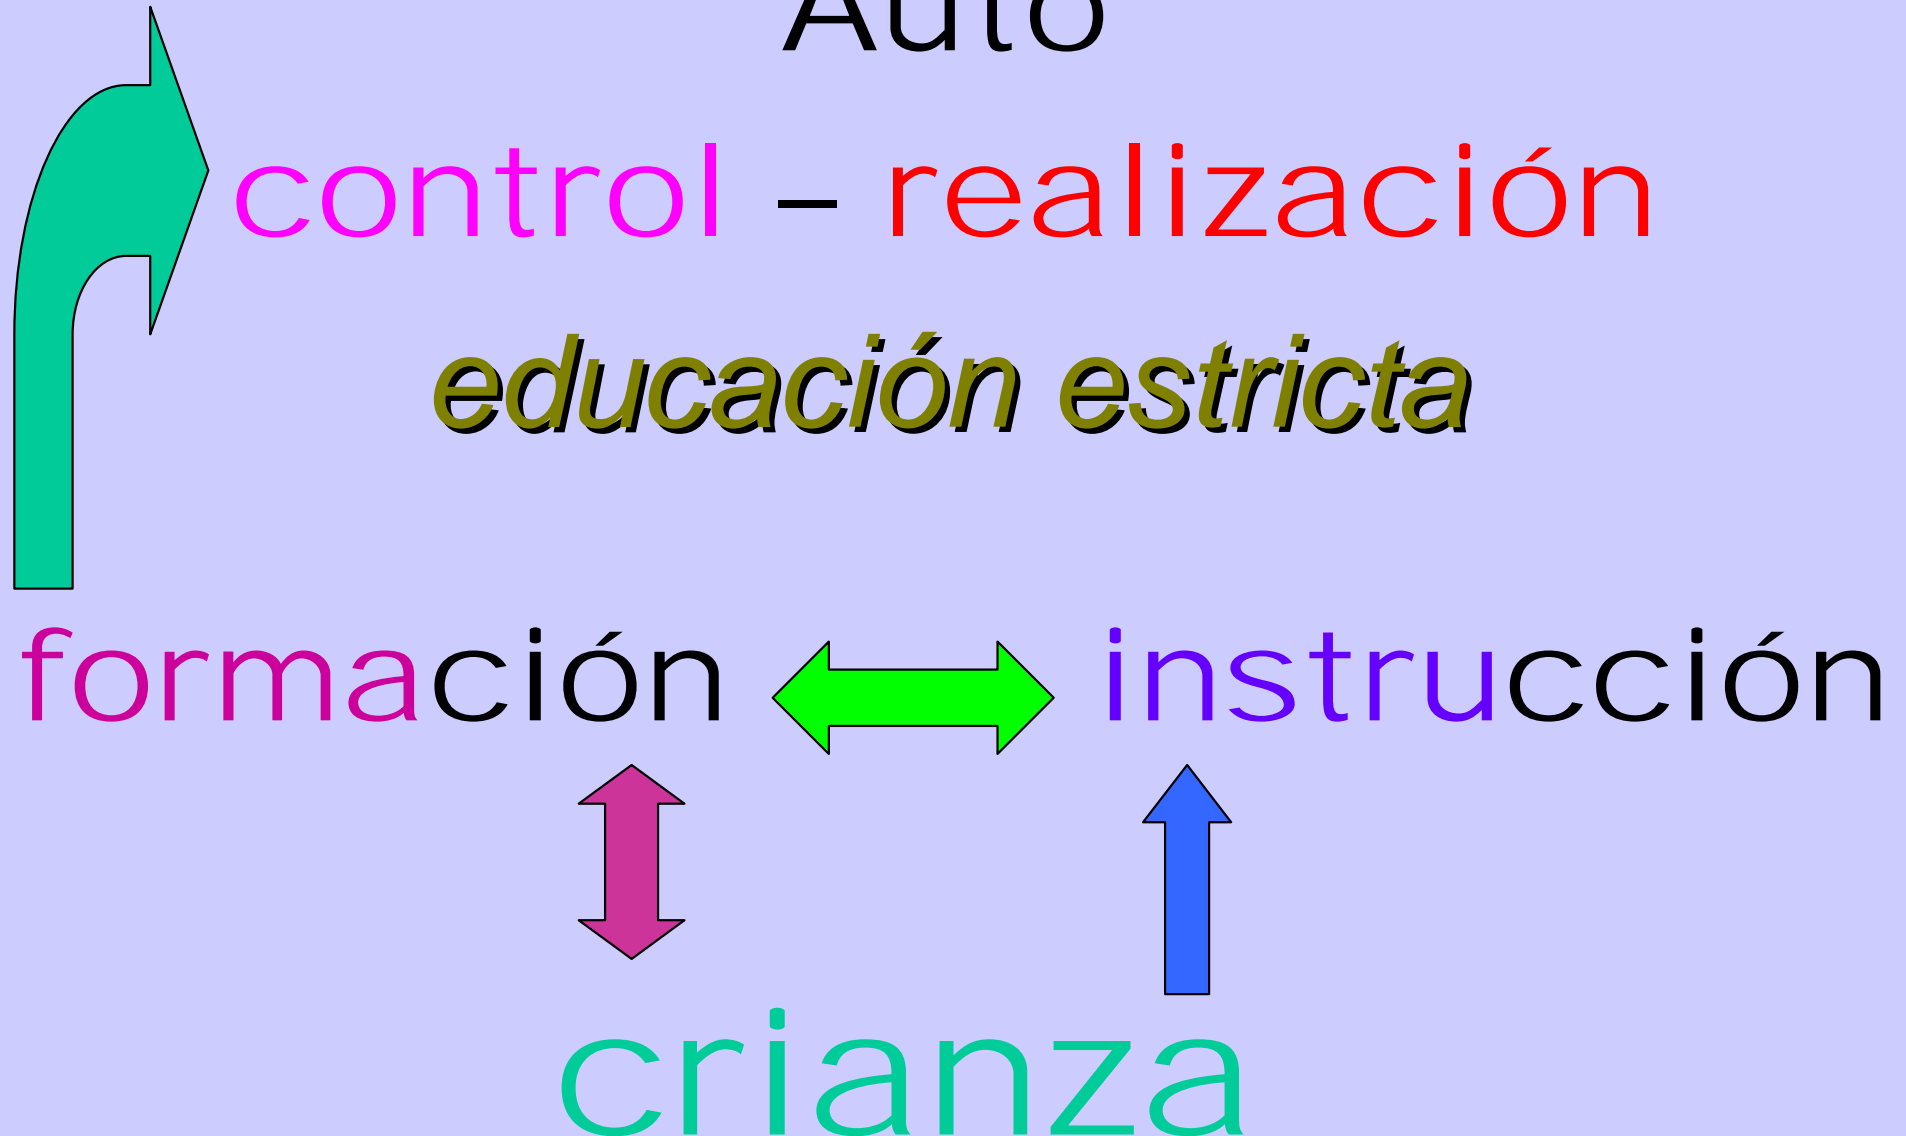 Auto
control – realización
educación estricta
formación instrucción
crianza